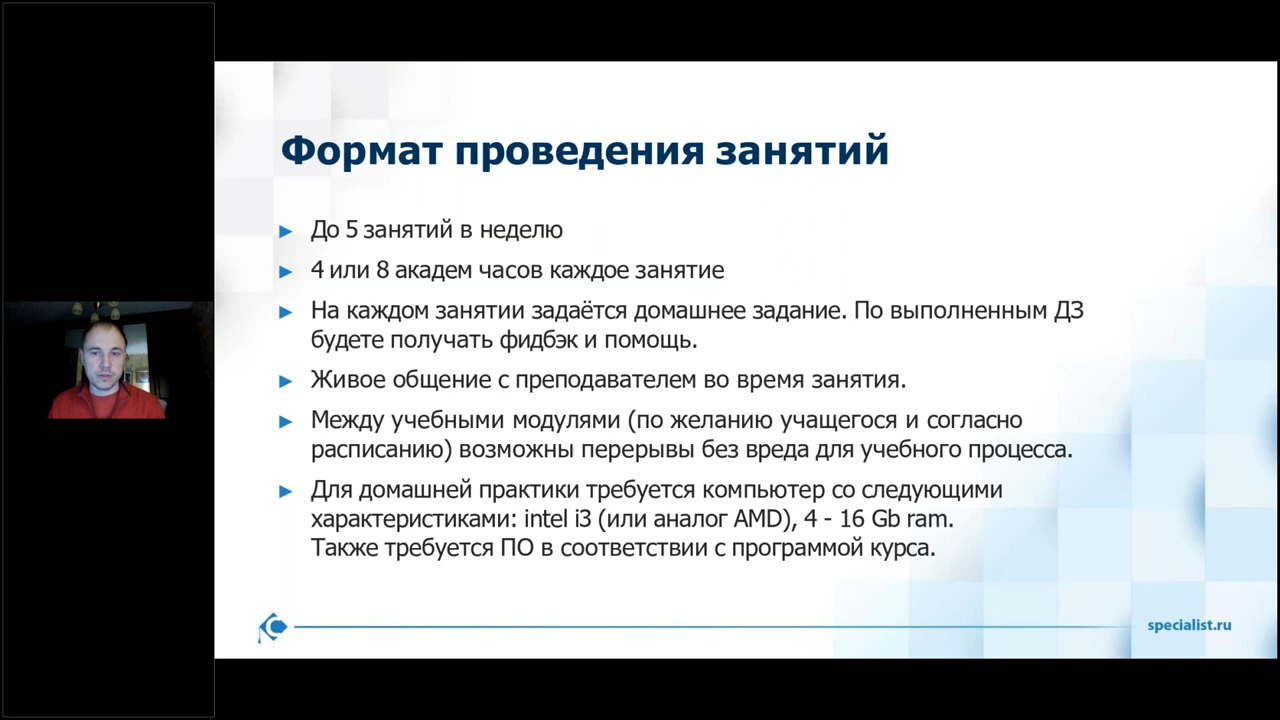 Формат проведения занятий
До 5 занятий в неделю
4 или 8 академ часов каждое занятие
На каждом занятии задаётся домашнее задание. По выполненным ДЗ
будете получать фидбэк и помощь.
Живое общение с преподавателем во время занятия.
Между учебными модулями (по желанию учащегося и согласно
расписанию) возможны перерывы без вреда для учебного процесса.
Для домашней практики требуется компьютер со следующими
характеристиками: intel i3 (или аналог AMD), 4 - 16 Gb ram.
Также требуется ПО в соответствии с программой курса.
specialist.ru